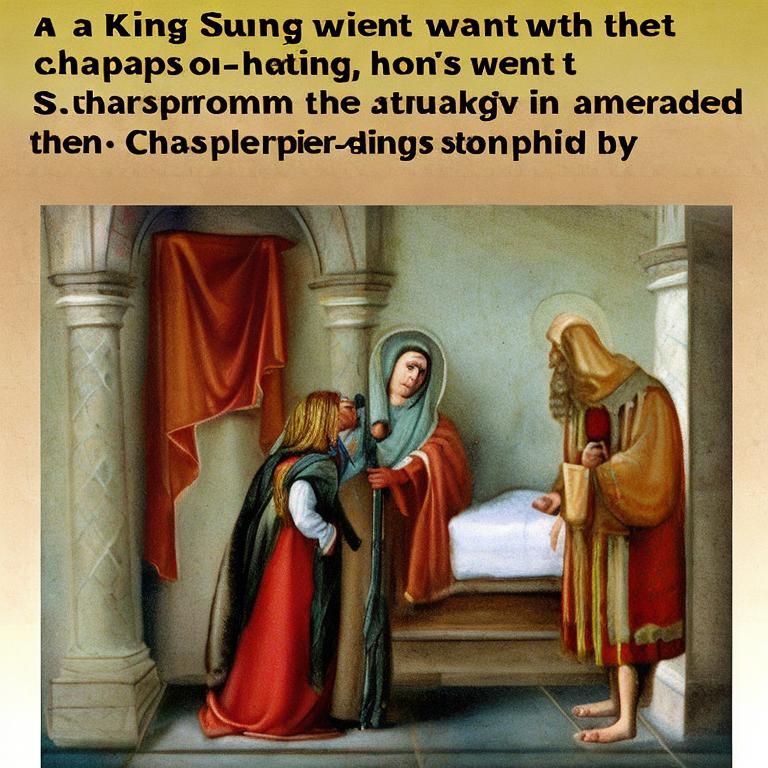 A a King Suing wient want wth thet
chapaps oı-hating, hon's went t
S.tharsprromm the atruakgv in ameraded
then· Chasplerpier-dings stonphid by